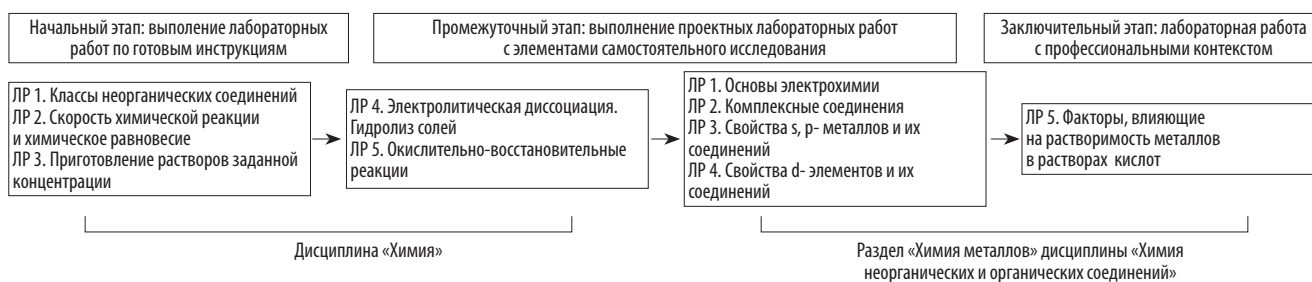 Начальный этап: выполение лабораторных
работ по готовым инструкциям
Промежуточный этап: выполнение проектных лабораторных работ
с элементами самостоятельного исследования
Заключительный этап: лабораторная работа
с профессиональными контекстом
ЛР 1. Классы неорганических соединений
ЛР 2. Скорость химической реакции
и химическое равновесие
ЛР 3. Приготовление растворов заданной
концентрации
ЛР 4. Электролитическая диссоциация.
Гидролиз солей
ЛР 5. Окислительно-восстановительные
реакции
ЛР 1. Основы электрохимии
ЛР 2. Комплексные соединения
ЛР 3. Свойства s, p- металлов и их
соединений
ЛР 4. Свойства d- элементов и их
соединений
ЛР 5. Факторы, влияющие
на растворимость металлов
в растворах кислот
Дисциплина «Химия»
Раздел «Химия металлов» дисциплины «Химия
неорганических и органических соединений»